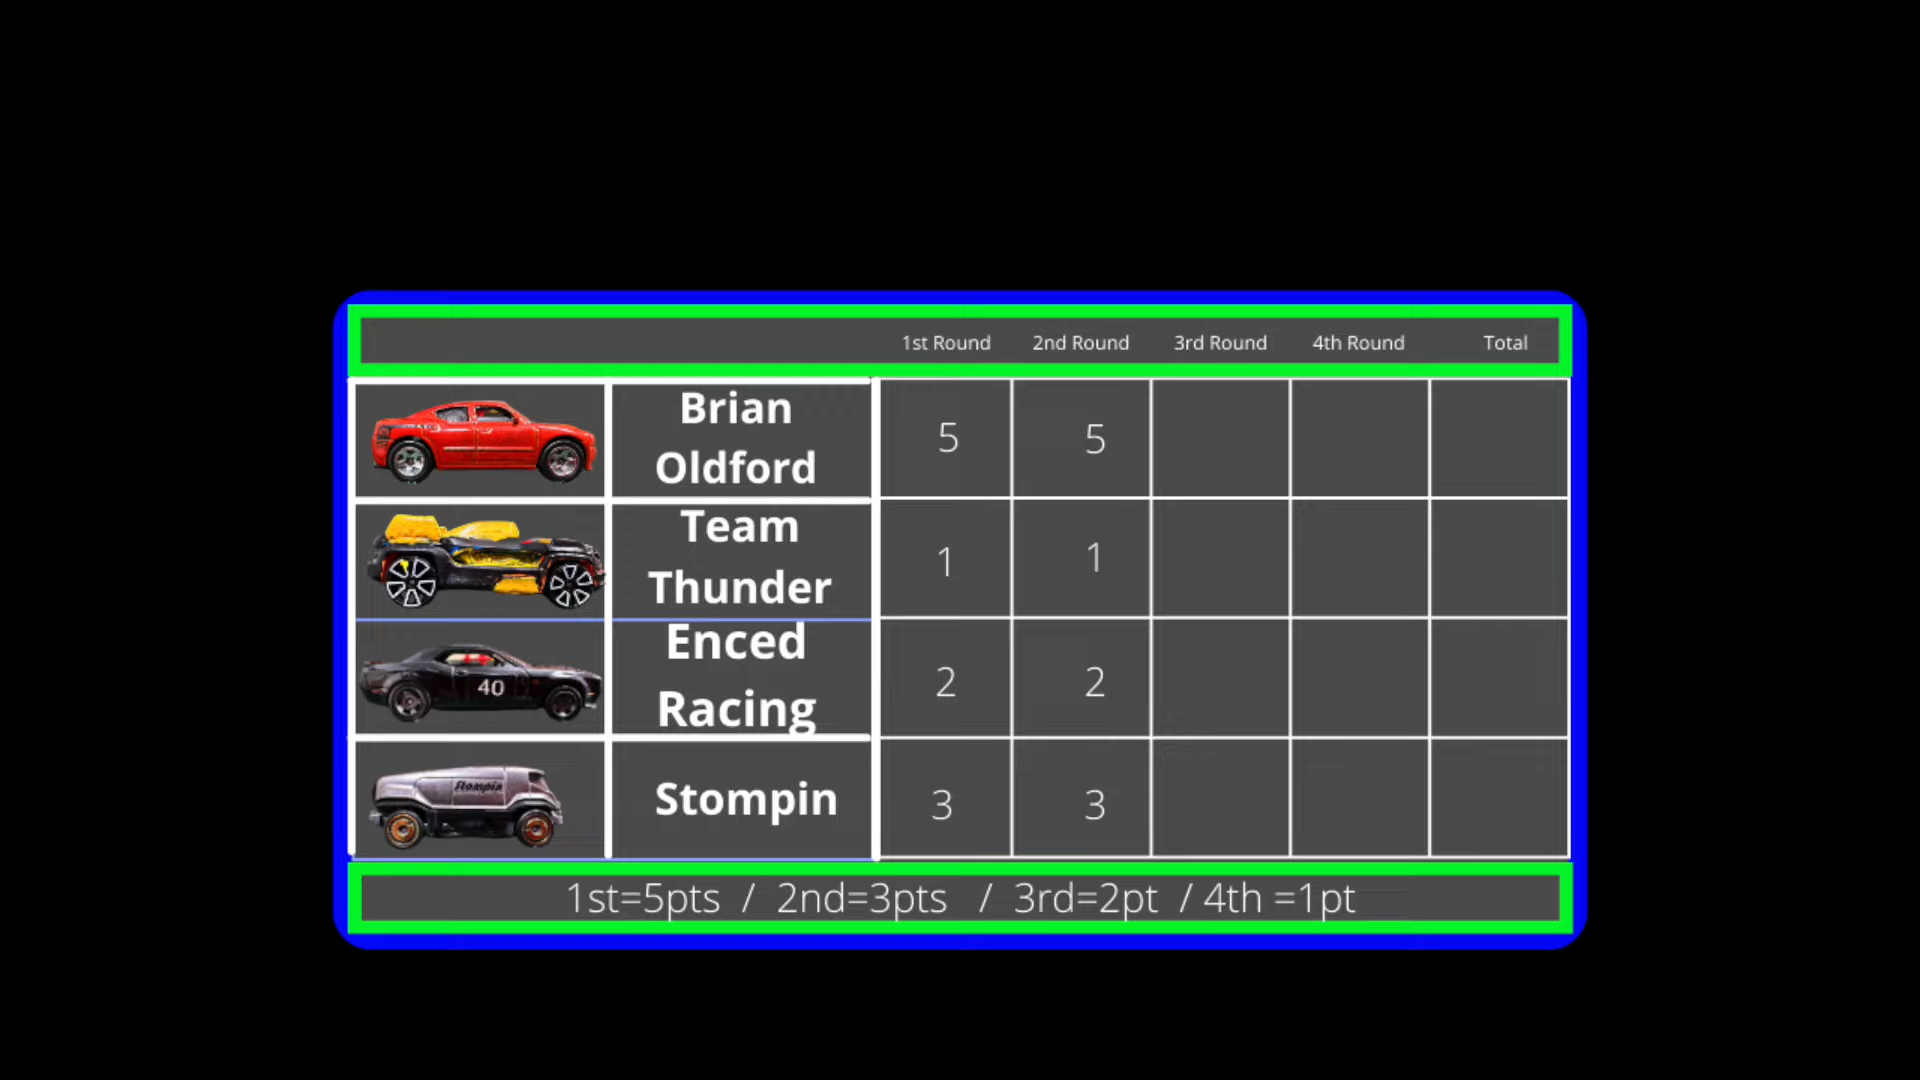 1st Round 2nd Round 3rd Round 4th Round Total
Brian
Oldford
5 5
Team
Thunder
1 1
40
Enced
Racing
2 2
Stompin
Stompin
3 3
1st=5pts / 2nd=3pts / 3rd=2pt / 4th =1pt